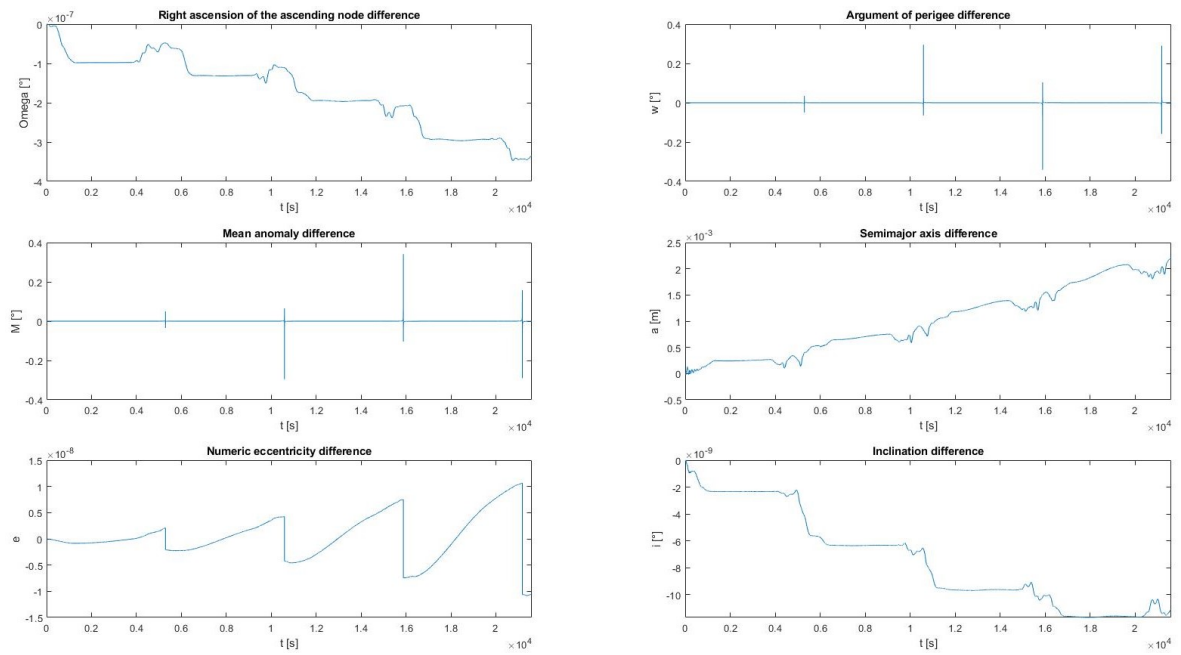 Right ascension of the ascending node difference
×10^-7
0
-1
-2
-3
-4
Omega [°]
0 0.2 0.4 0.6 0.8 1 1.2 1.4 1.6 1.8 2
t [s]
×10^4
Argument of perigee difference
0.4
0.2
0
-0.2
-0.4
w [°]
0 0.2 0.4 0.6 0.8 1 1.2 1.4 1.6 1.8 2
t [s]
×10^4
Mean anomaly difference
0.4
0.2
0
-0.2
-0.4
M [°]
0 0.2 0.4 0.6 0.8 1 1.2 1.4 1.6 1.8 2
t [s]
×10^4
Semimajor axis difference
×10^-3
2.5
2
1.5
1
0.5
0
-0.5
a [m]
0 0.2 0.4 0.6 0.8 1 1.2 1.4 1.6 1.8 2
t [s]
×10^4
Numeric eccentricity difference
×10^-8
1.5
1
0.5
0
-0.5
-1
-1.5
e
0 0.2 0.4 0.6 0.8 1 1.2 1.4 1.6 1.8 2
t [s]
×10^4
Inclination difference
×10^-9
0
-2
-4
-6
-8
-10
i [°]
0 0.2 0.4 0.6 0.8 1 1.2 1.4 1.6 1.8 2
t [s]
×10^4